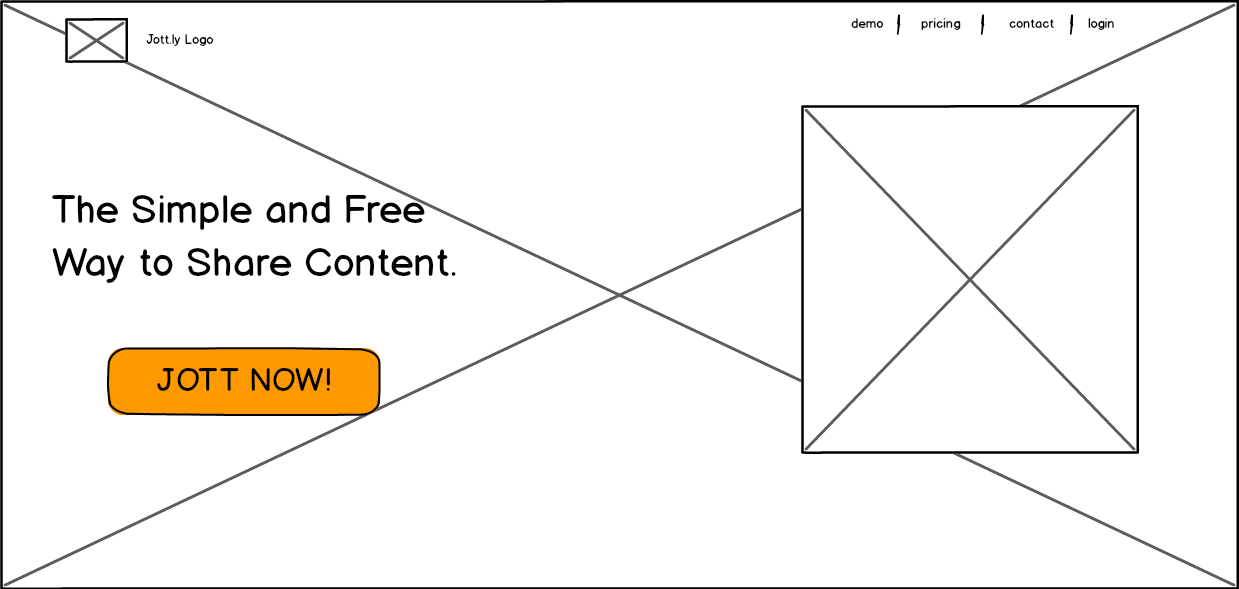 Jott.ly Logo
demo | pricing | contact | login
The Simple and Free
Way to Share Content.
JOTT NOW!